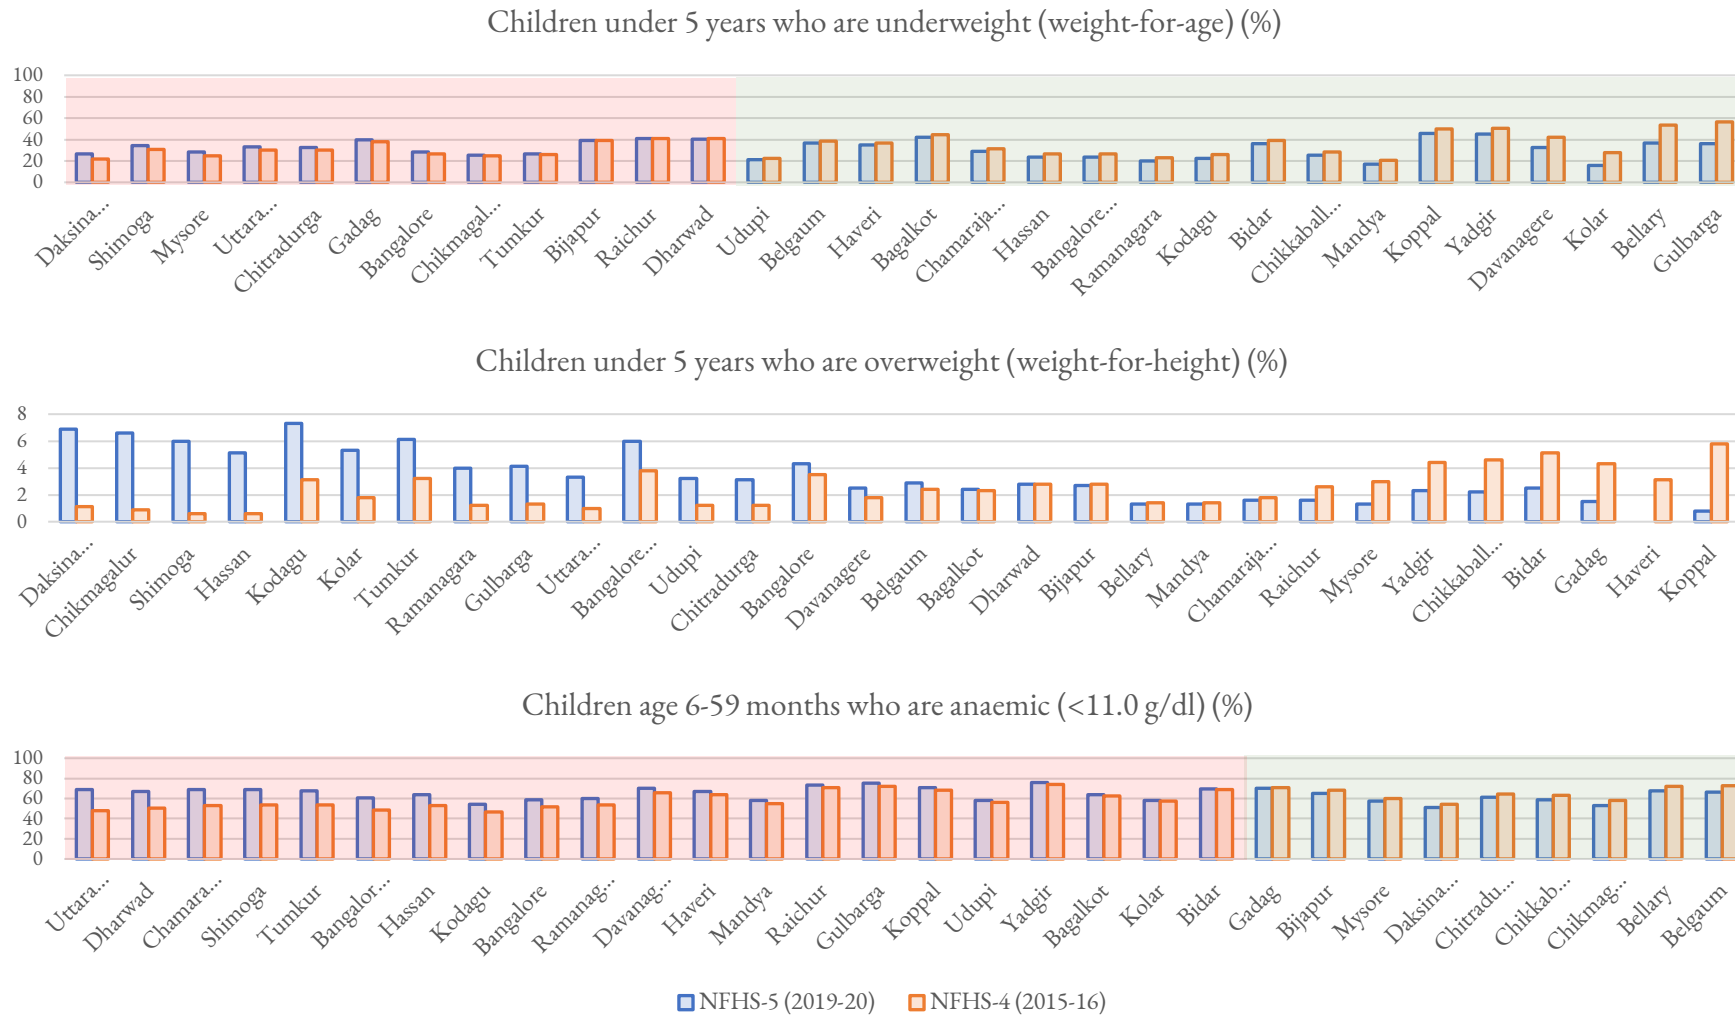 Children under 5 years who are underweight (weight-for-age) (%)
100
80
60
40
20
0
Daksina...
Shimoga
Mysore
Uttara...
Chitradurga
Gadag
Bangalore
Chikmagal...
Tumkur
Bijapur
Raichur
Dharwad
Udupi
Belgaum
Haveri
Bagalkot
Chamaraja...
Hassan
Bangalore...
Ramanagara
Kodagu
Bidar
Chikkaball...
Mandya
Koppal
Yadgir
Davanagere
Kolar
Bellary
Gulbarga
Children under 5 years who are overweight (weight-for-height) (%)
8
6
4
2
0
Daksina...
Chikmagalur
Shimoga
Hassan
Kodagu
Kolar
Tumkur
Ramanagara
Gulbarga
Uttara...
Bangalore...
Udupi
Chitradurga
Bangalore
Davanagere
Belgaum
Bagalkot
Dharwad
Bijapur
Bellary
Mandya
Chamaraja...
Raichur
Mysore
Yadgir
Chikkaball...
Bidar
Gadag
Haveri
Koppal
Children age 6-59 months who are anaemic (<11.0 g/dl) (%)
100
80
60
40
20
0
Uttara...
Dharwad
Chamara...
Shimoga
Tumkur
Bangalor...
Hassan
Kodagu
Bangalore
Ramanag...
Davanag...
Haveri
Mandya
Raichur
Gulbarga
Koppal
Udupi
Yadgir
Bagalkot
Kolar
Bidar
Gadag
Bijapur
Mysore
Daksina...
Chitradu...
Chikkab...
Chikmag...
Bellary
Belgaum
NFHS-5 (2019-20) NFHS-4 (2015-16)